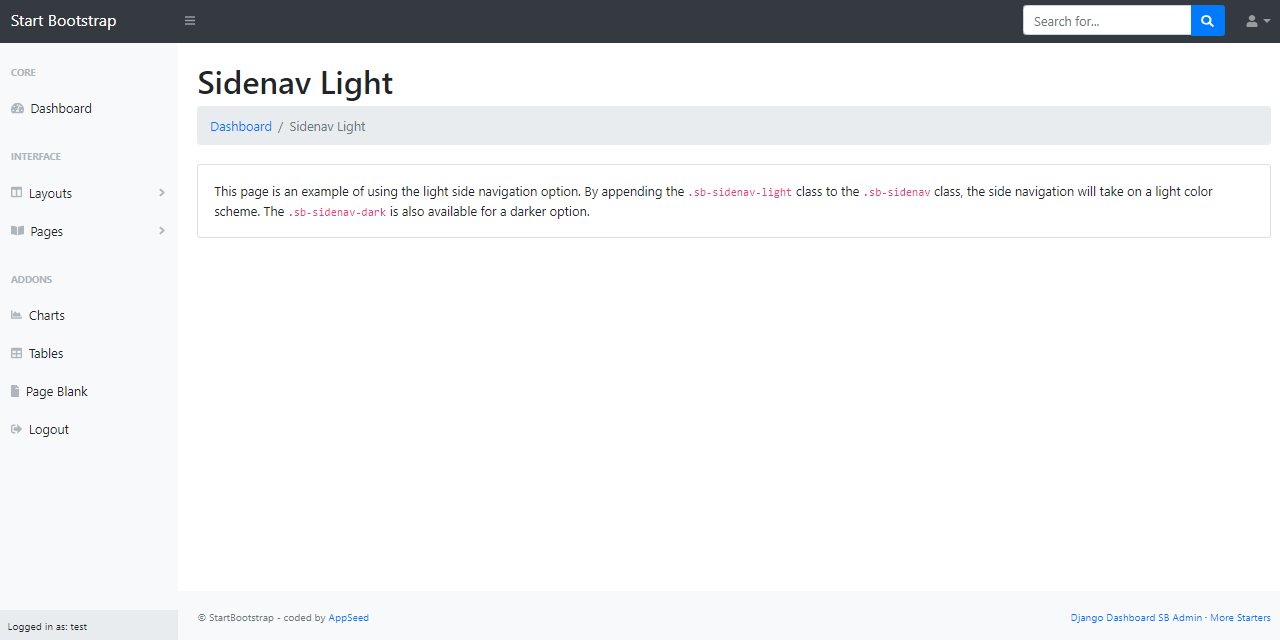 Start Bootstrap
Search for...
CORE
Dashboard
INTERFACE
Layouts
Pages
ADDONS
Charts
Tables
Page Blank
Logout
Logged in as: test
Sidenav Light
Dashboard / Sidenav Light
This page is an example of using the light side navigation option. By appending the .sb-sidenav-light class to the .sb-sidenav class, the side navigation will take on a light color
scheme. The .sb-sidenav-dark is also available for a darker option.
© StartBootstrap - coded by AppSeed
Django Dashboard SB Admin · More Starters